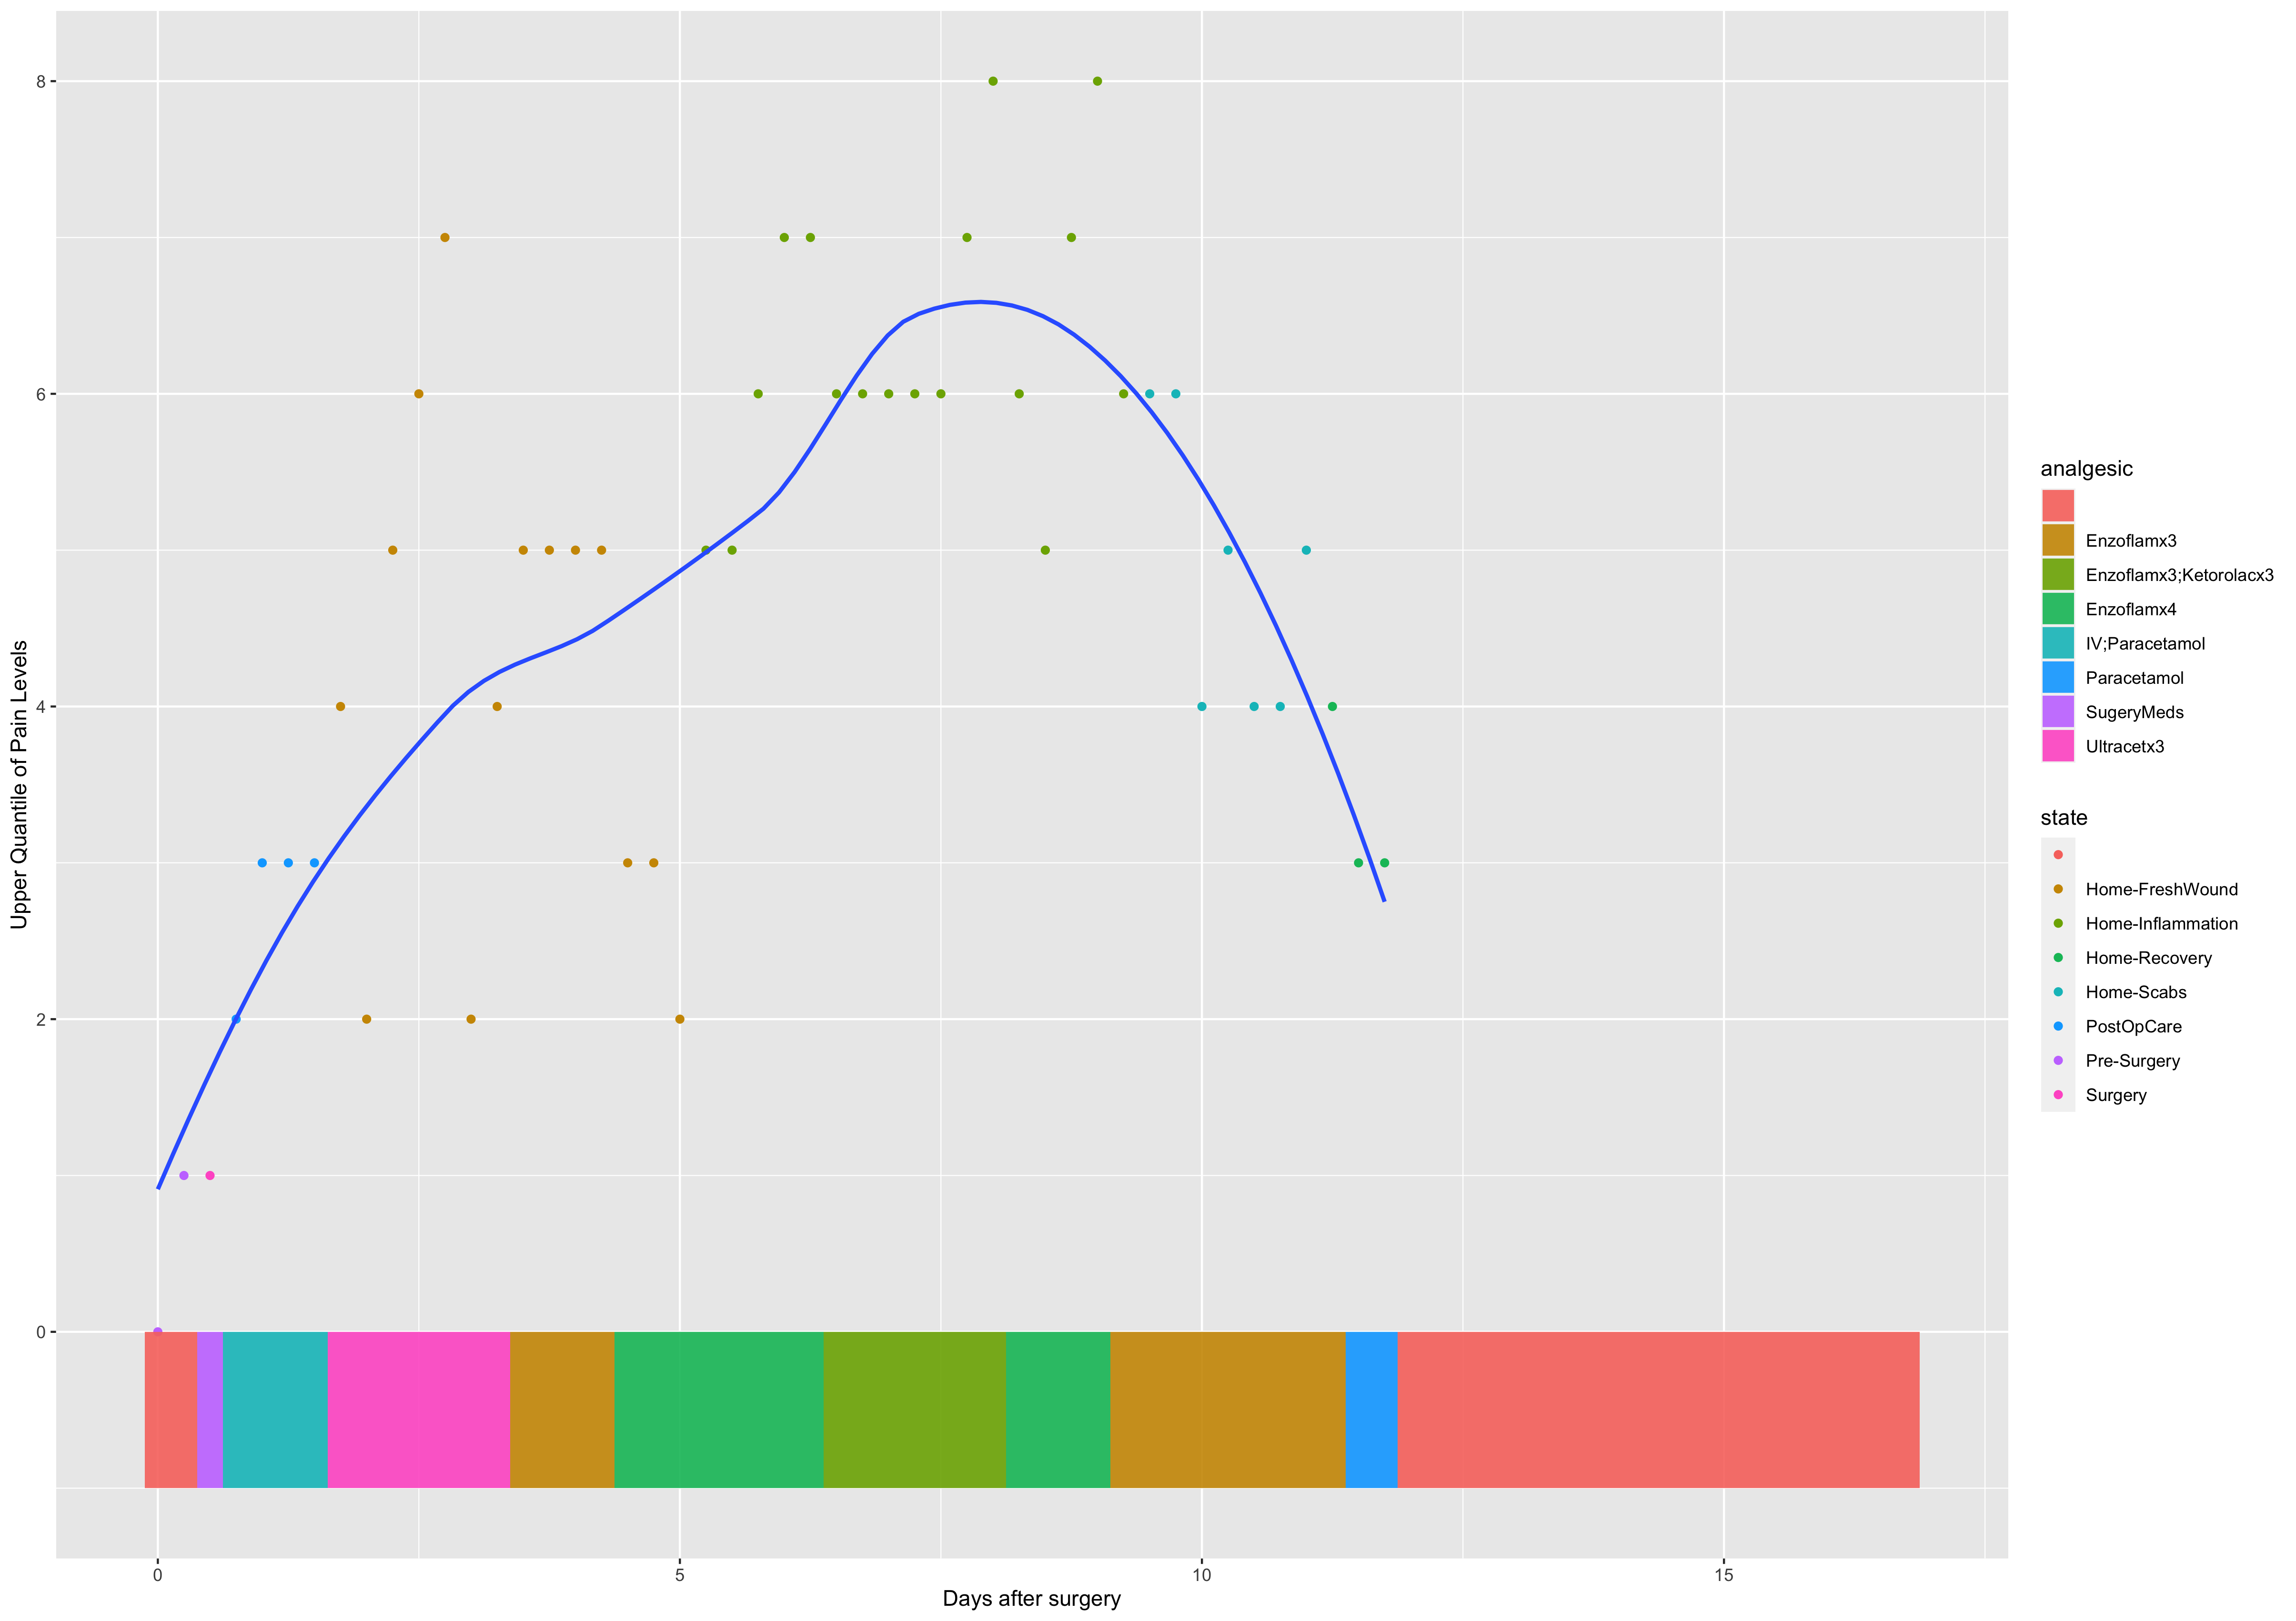 8
6
4
2
0
Upper Quantile of Pain Levels
0
5
10
15
Days after surgery
analgesic
Enzoflamx3
Enzoflamx3;Ketorolacx3
Enzoflamx4
IV;Paracetamol
Paracetamol
SugeryMeds
Ultracetx3
state
Home-FreshWound
Home-Inflammation
Home-Recovery
Home-Scabs
PostOpCare
Pre-Surgery
Surgery